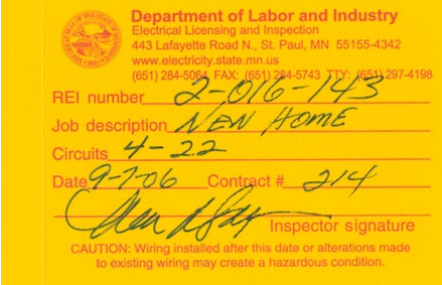 Department of Labor and Industry
Electrical Licensing and Inspection
443 Lafayette Road N., St. Paul, MN 55155-4342
www.electricity.state.mn.us
(651) 284-5064 FAX: (651) 284-5743 TTY: (651) 297-4198
REI number 2-016-143
Job description NEW HOME
Circuits 4-22
Date 9-7-06 Contract # 214
Inspector signature
CAUTION: Wiring installed after this date or alterations made
to existing wiring may create a hazardous condition.